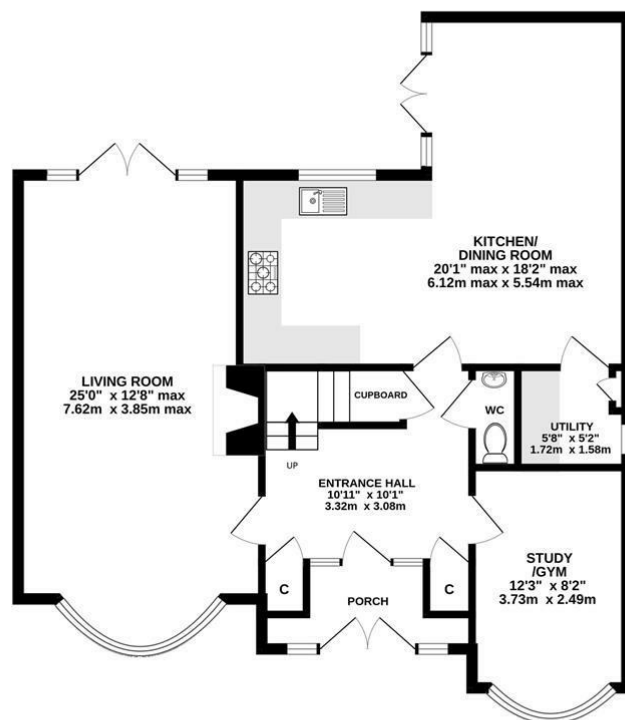 KITCHEN/
DINING ROOM
20'1" max x 18'2" max
6.12m max x 5.54m max
LIVING ROOM
25'0" x 12'8" max
7.62m x 3.85m max
CUPBOARD
WC
UTILITY
5'8" x 5'2"
1.72m x 1.58m
UP
ENTRANCE HALL
10'11" x 10'1"
3.32m x 3.08m
STUDY
/GYM
12'3" x 8'2"
3.73m x 2.49m
C
PORCH
C